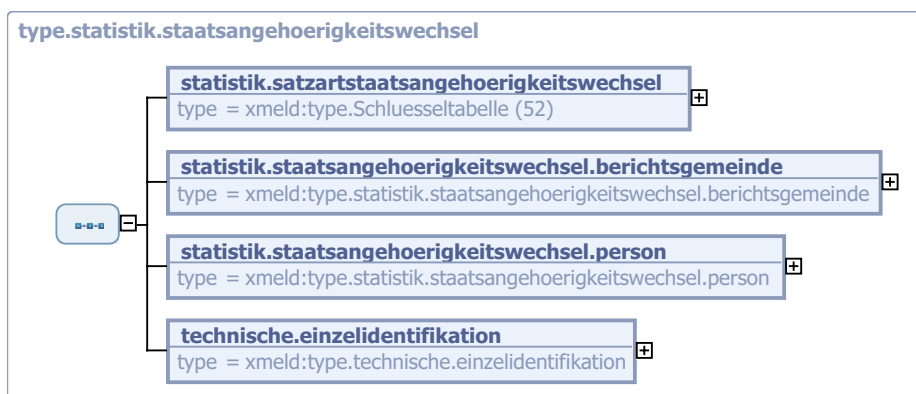 type.statistik.staatsangehoerigkeitswechsel
statistik.satzartstaatsangehoerigkeitswechsel
type = xmeld:type.Schluesseltabelle (52)
statistik.staatsangehoerigkeitswechsel.berichtsgemeinde
type = xmeld:type.statistik.staatsangehoerigkeitswechsel.berichtsgemeinde
statistik.staatsangehoerigkeitswechsel.person
type = xmeld:type.statistik.staatsangehoerigkeitswechsel.person
technische.einzelidentifikation
type = xmeld:type.technische.einzelidentifikation